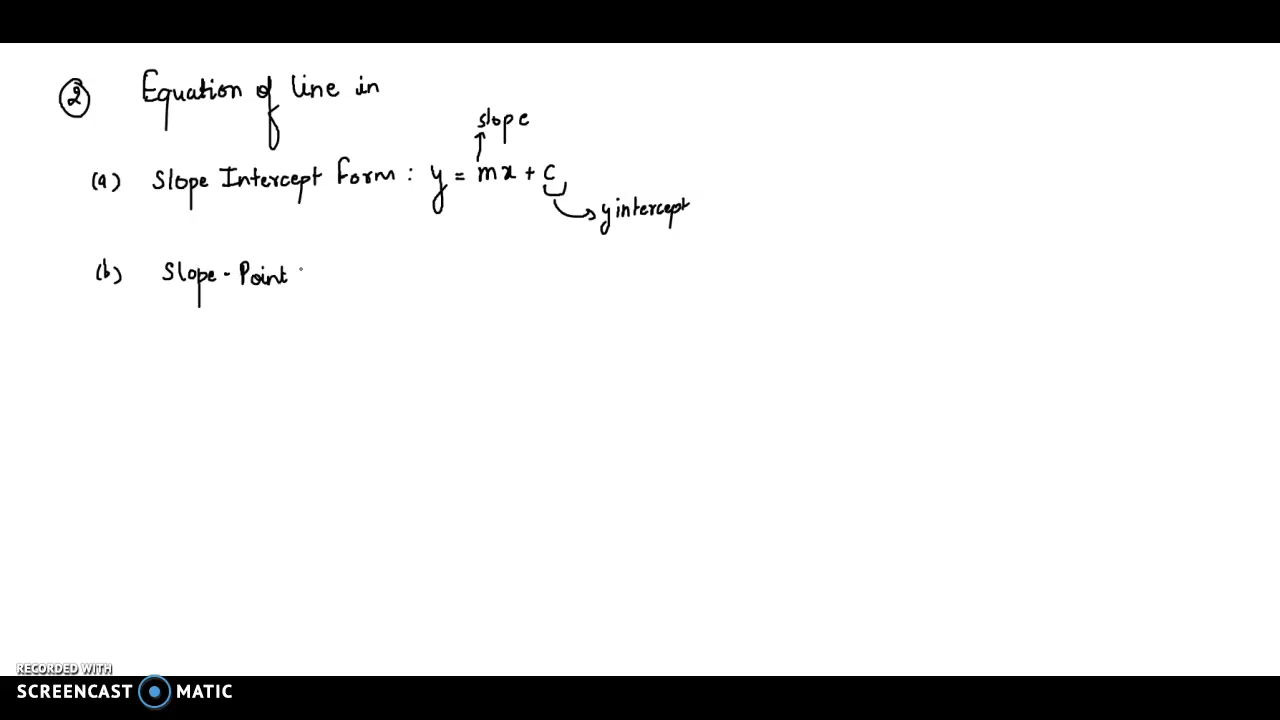 ② Equation of line in
slope
(a) Slope Intercept Form : y = mx + c
y intercept
(b) Slope - Point
RECORDED WITH
SCREENCAST MATIC